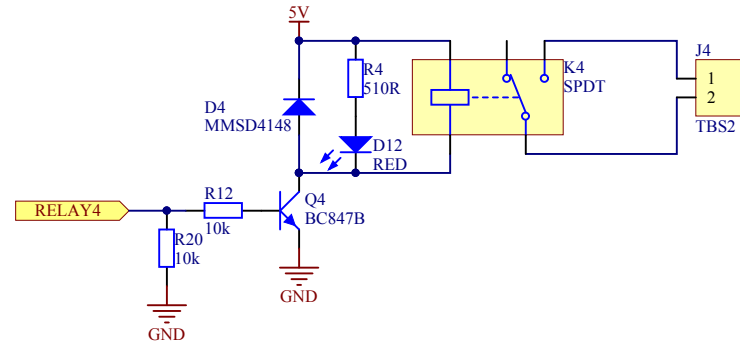 5V
J4
R4
510R
K4
SPDT
1
2
D4
MMSD4148
TBS2
D12
RED
R12
10k
Q4
BC847B
RELAY4
R20
10k
GND
GND